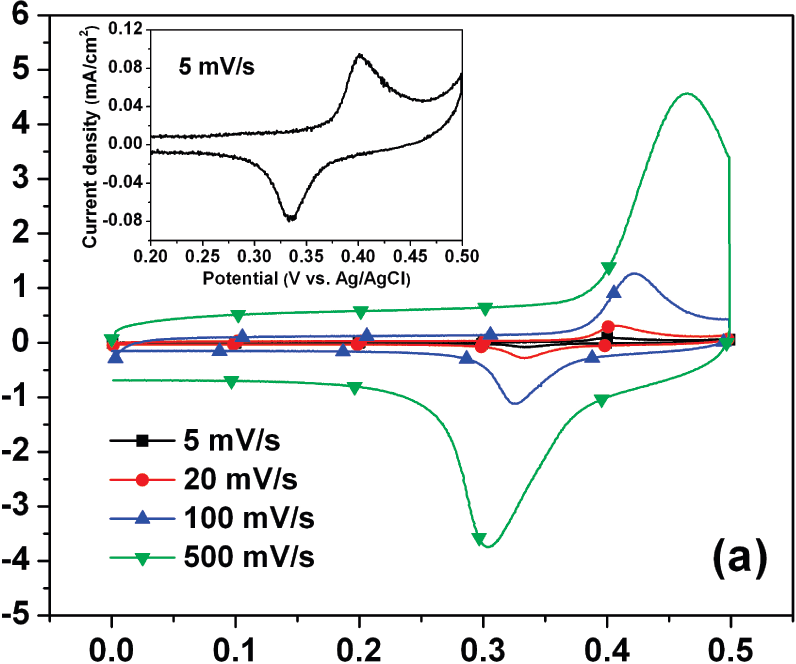 6
5
4
3
2
1
0
-1
-2
-3
-4
-5
0.0 0.1 0.2 0.3 0.4 0.5
Current density (mA/cm²)
0.12
0.08
0.04
0.00
-0.04
-0.08
5 mV/s
0.20 0.25 0.30 0.35 0.40 0.45 0.50
Potential (V vs. Ag/AgCl)
5 mV/s
20 mV/s
100 mV/s
500 mV/s
(a)